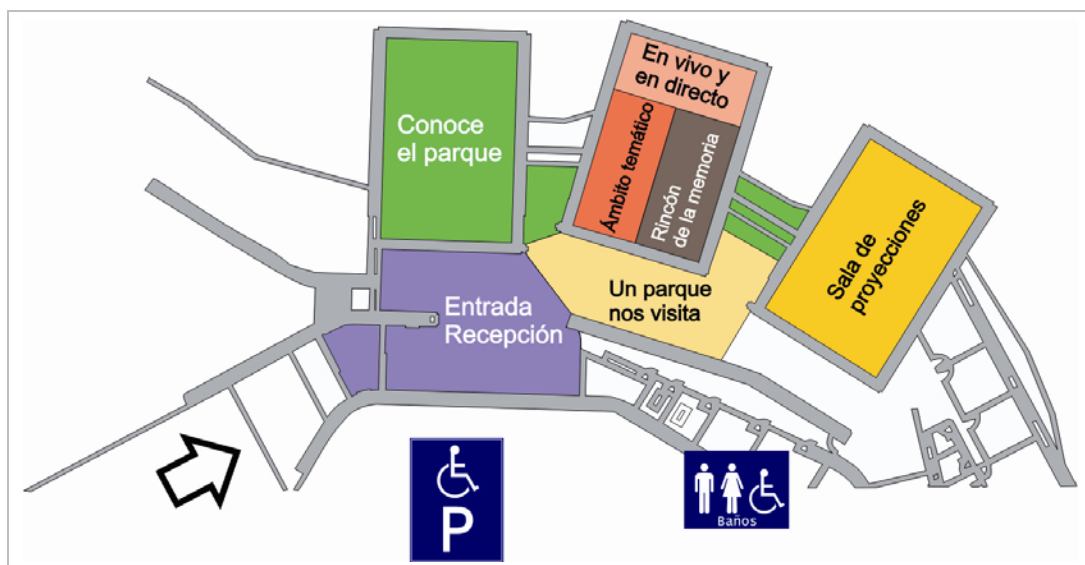 En vivo y
en directo
Conoce
el parque
Ámbito temático
Rincón
de la memoria
Sala de
proyecciones
Un parque
nos visita
Entrada
Recepción
P
Baños